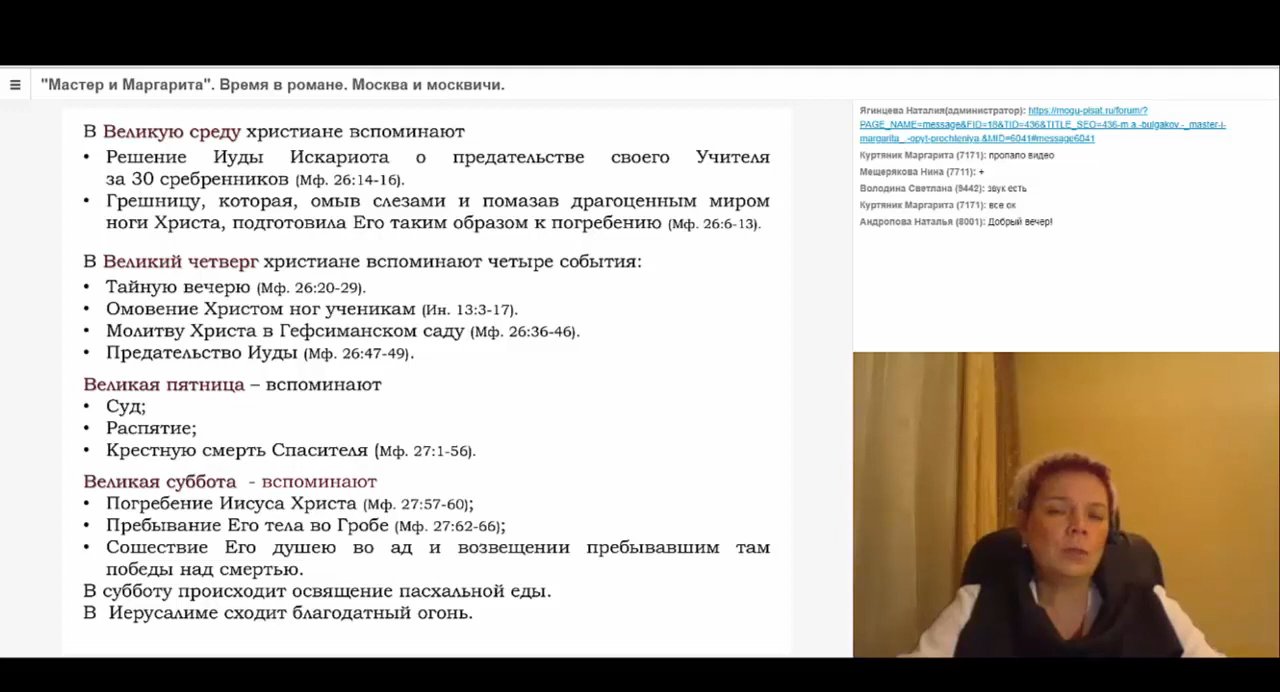 "Мастер и Маргарита". Время в романе. Москва и москвичи.
В Великую среду христиане вспоминают
• Решение Иуды Искариота о предательстве своего Учителя
за 30 сребренников (Мф. 26:14-16).
• Грешницу, которая, омыв слезами и помазав драгоценным миром
ноги Христа, подготовила Его таким образом к погребению (Мф. 26:6-13).
В Великий четверг христиане вспоминают четыре события:
• Тайную вечерю (Мф. 26:20-29).
• Омовение Христом ног ученикам (Ин. 13:3-17).
• Молитву Христа в Гефсиманском саду (Мф. 26:36-46).
• Предательство Иуды (Мф. 26:47-49).
Великая пятница – вспоминают
• Суд;
• Распятие;
• Крестную смерть Спасителя (Мф. 27:1-56).
Великая суббота - вспоминают
• Погребение Иисуса Христа (Мф. 27:57-60);
• Пребывание Его тела во Гробе (Мф. 27:62-66);
• Сошествие Его душею во ад и возвещении пребывавшим там
победы над смертью.
В субботу происходит освящение пасхальной еды.
В Иерусалиме сходит благодатный огонь.
Ягинцева Наталия(администратор): https://mogu-pisat.ru/forum/?
PAGE_NAME=message&FID=18&TID=436&TITLE_SEO=436-m.a.-bulgakov.-_master-i-
margarita_.-opyt-prochteniya.&MID=6041#message6041
Куртяник Маргарита (7171): пропало видео
Мещерякова Нина (7711): +
Володина Светлана (9442): звук есть
Куртяник Маргарита (7171): все ок
Андропова Наталья (8001): Добрый вечер!